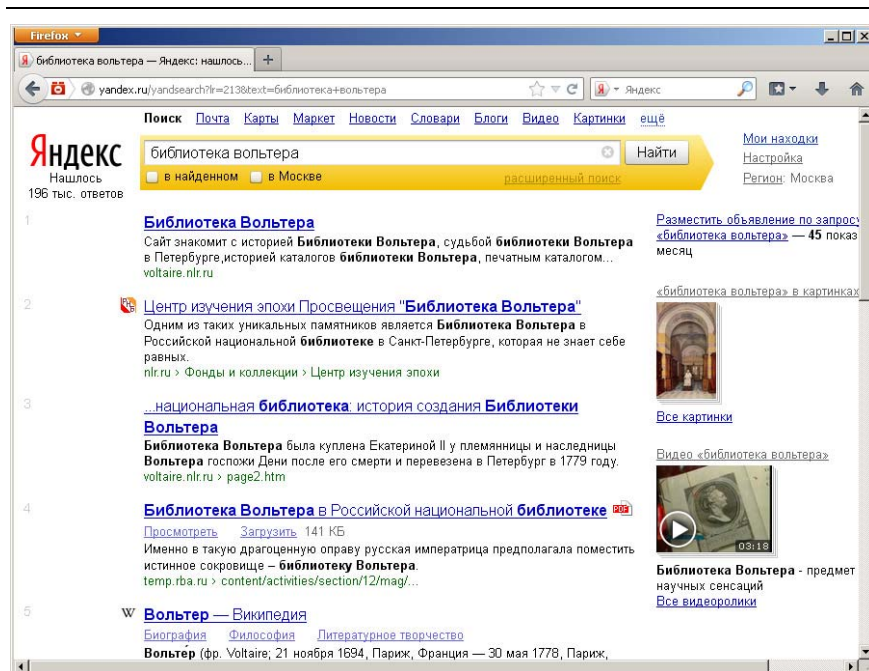 Firefox
библиотека вольтера — Яндекс: нашлось...
yandex.ru/yandsearch?lr=213&text=библиотека+вольтера
Яндекс
Поиск Почта Карты Маркет Новости Словари Блоги Видео Картинки ещё
Яндекс
Нашлось
196 тыс. ответов
библиотека вольтера
Найти
в найденном в Москве расширенный поиск
Мои находки
Настройка
Регион: Москва
1
Библиотека Вольтера
Сайт знакомит с историей Библиотеки Вольтера, судьбой библиотеки Вольтера
в Петербурге,историей каталогов библиотеки Вольтера, печатным каталогом...
voltaire.nlr.ru
2
Центр изучения эпохи Просвещения "Библиотека Вольтера"
Одним из таких уникальных памятников является Библиотека Вольтера в
Российской национальной библиотеке в Санкт-Петербурге, которая не знает себе
равных.
nlr.ru › Фонды и коллекции › Центр изучения эпохи
3
...национальная библиотека: история создания Библиотеки
Вольтера
Библиотека Вольтера была куплена Екатериной II у племянницы и наследницы
Вольтера госпожи Дени после его смерти и перевезена в Петербург в 1779 году.
voltaire.nlr.ru › page2.htm
4
Библиотека Вольтера в Российской национальной библиотеке PDF
Просмотреть Загрузить 141 КБ
Именно в такую драгоценную оправу русская императрица предполагала поместить
истинное сокровище – библиотеку Вольтера.
temp.rba.ru › content/activities/section/12/mag/...
5
W Вольтер — Википедия
Биография Философия Литературное творчество
Вольте́р (фр. Voltaire; 21 ноября 1694, Париж, Франция — 30 мая 1778, Париж,
Разместить объявление по запросу
«библиотека вольтера» — 45 показ
месяц
«библиотека вольтера» в картинках
Все картинки
Видео «библиотека вольтера»
03:18
Библиотека Вольтера - предмет
научных сенсаций
Все видеоролики